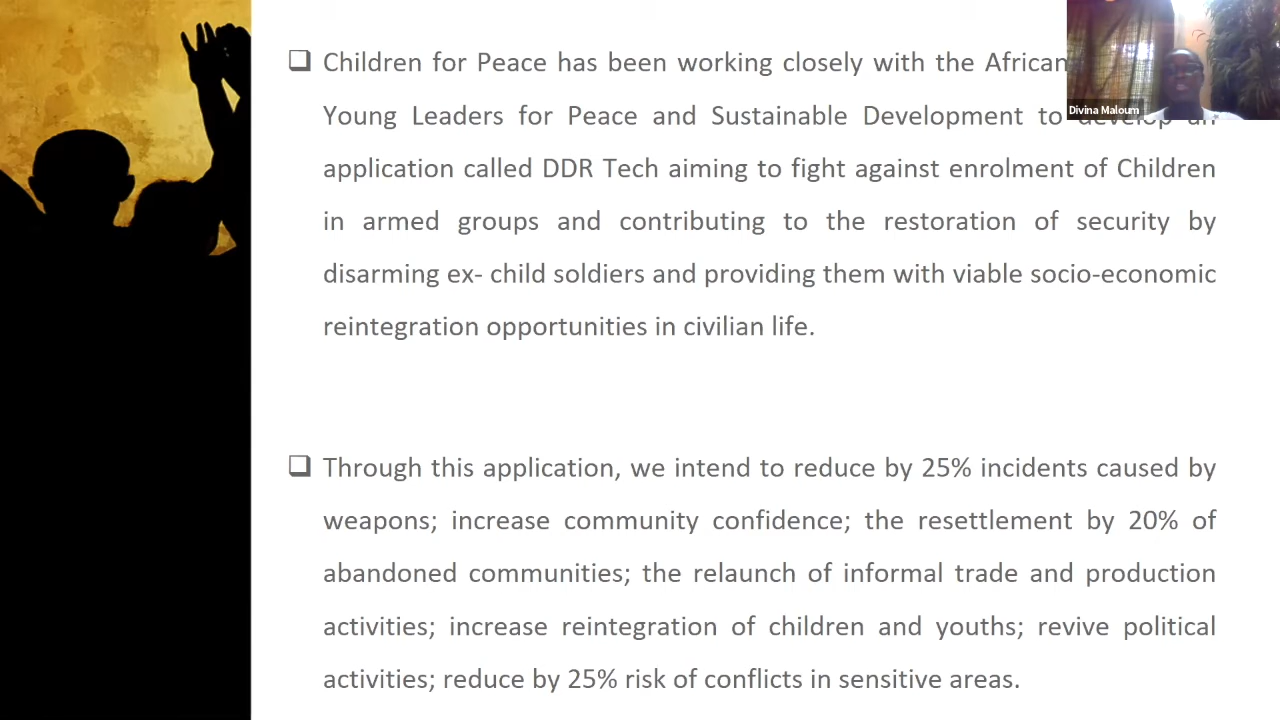 ❑ Children for Peace has been working closely with the African
Divina Maloum
Young Leaders for Peace and Sustainable Development to develop an
application called DDR Tech aiming to fight against enrolment of Children
in armed groups and contributing to the restoration of security by
disarming ex- child soldiers and providing them with viable socio-economic
reintegration opportunities in civilian life.
❑ Through this application, we intend to reduce by 25% incidents caused by
weapons; increase community confidence; the resettlement by 20% of
abandoned communities; the relaunch of informal trade and production
activities; increase reintegration of children and youths; revive political
activities; reduce by 25% risk of conflicts in sensitive areas.